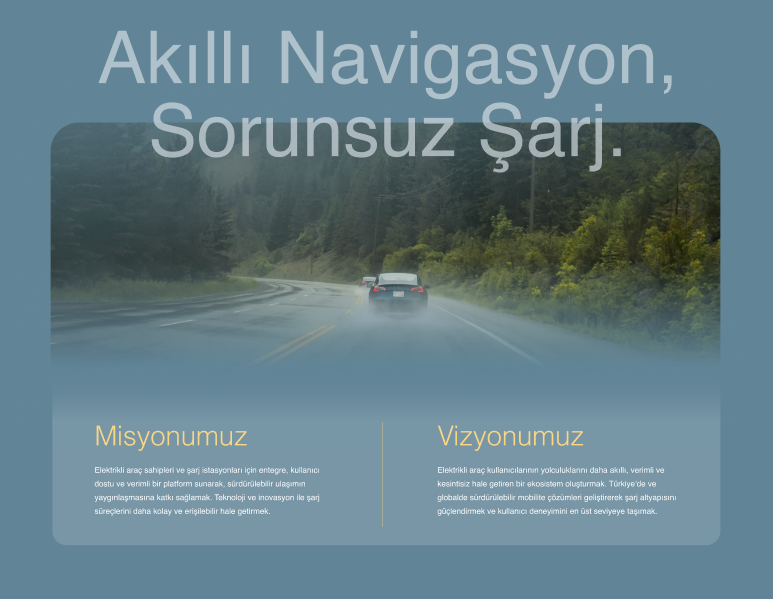 Akıllı Navigasyon,
Sorunsuz Şarj.
Misyonumuz
Elektrikli araç sahipleri ve şarj istasyonları için entegre, kullanıcı
dostu ve verimli bir platform sunarak, sürdürülebilir ulaşımın
yaygınlaşmasına katkı sağlamak. Teknoloji ve inovasyon ile şarj
süreçlerini daha kolay ve erişilebilir hale getirmek.
Vizyonumuz
Elektrikli araç kullanıcılarının yolculuklarını daha akıllı, verimli ve
kesintisiz hale getiren bir ekosistem oluşturmak. Türkiye'de ve
globalde sürdürülebilir mobilite çözümleri geliştirerek şarj altyapısını
güçlendirmek ve kullanıcı deneyimini en üst seviyeye taşımak.